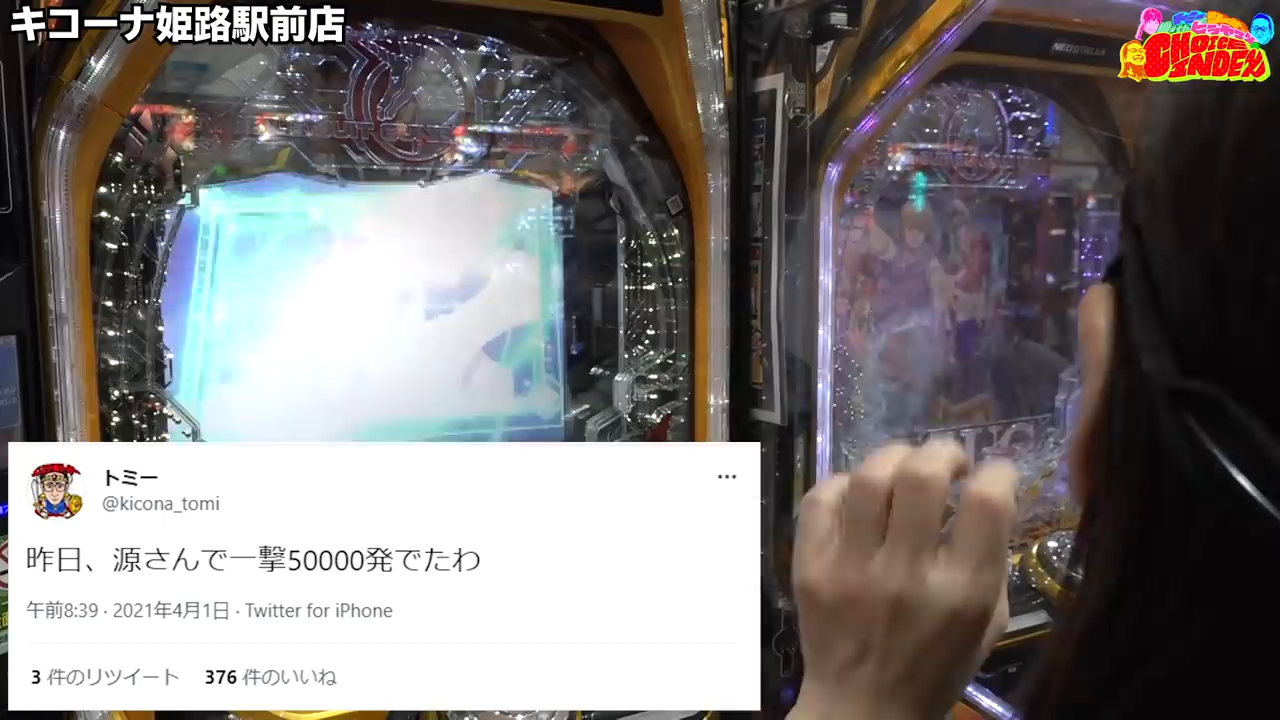 キコーナ姫路駅前店
CHOICE
INDEX
NEOSTELLA
トミー
@kicona_tomi
昨日、源さんで一撃50000発でたわ
午前8:39 · 2021年4月1日 · Twitter for iPhone
3 件のリツイート 376 件のいいね